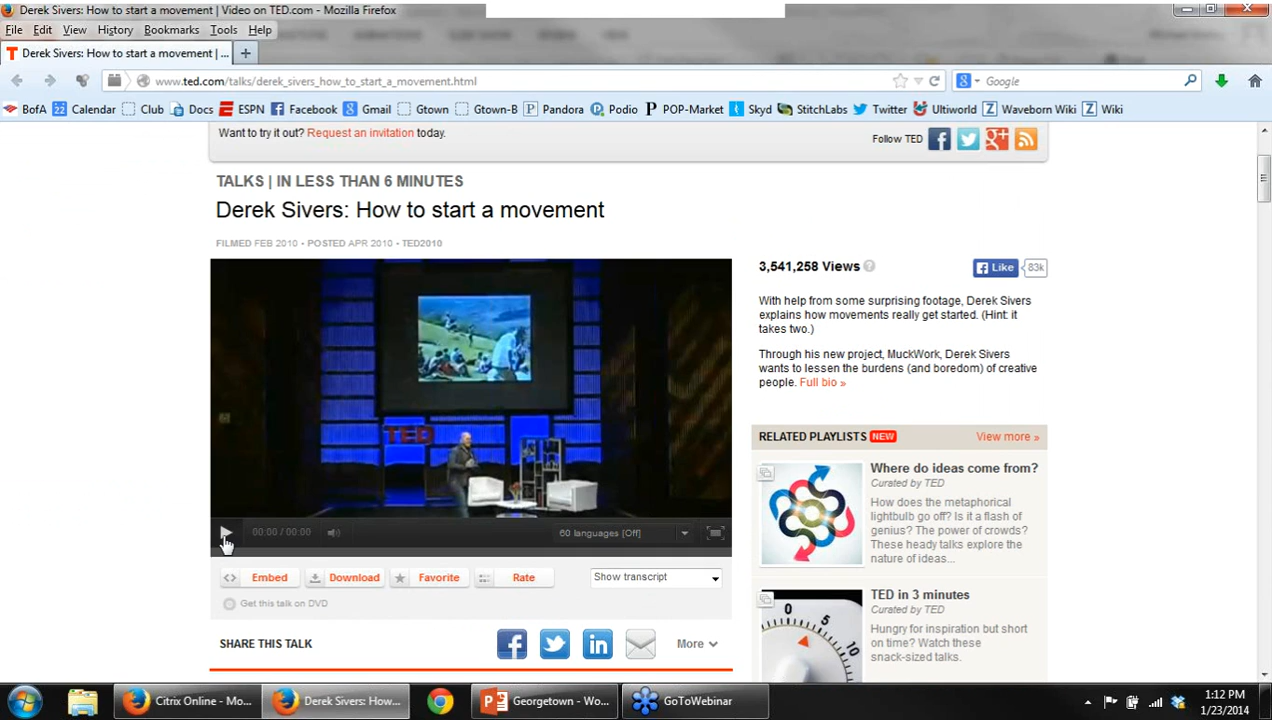 Derek Sivers: How to start a movement | Video on TED.com - Mozilla Firefox
File Edit View History Bookmarks Tools Help
Derek Sivers: How to start a movement | ...
www.ted.com/talks/derek_sivers_how_to_start_a_movement.html
Google
BofA Calendar Club Docs ESPN Facebook Gmail Gtown Gtown-B Pandora Podio POP-Market Skyd StitchLabs Twitter Ultiworld Waveborn Wiki Wiki
Want to try it out? Request an invitation today.
Follow TED
TALKS | IN LESS THAN 6 MINUTES
Derek Sivers: How to start a movement
FILMED FEB 2010 • POSTED APR 2010 • TED2010
TED
00:00 / 00:00
60 languages [Off]
Embed Download Favorite Rate
Show transcript
Get this talk on DVD
SHARE THIS TALK
More
3,541,258 Views
Like 83k
With help from some surprising footage, Derek Sivers
explains how movements really get started. (Hint: it
takes two.)
Through his new project, MuckWork, Derek Sivers
wants to lessen the burdens (and boredom) of creative
people. Full bio »
RELATED PLAYLISTS NEW
View more »
Where do ideas come from?
Curated by TED
How does the metaphorical
lightbulb go off? Is it a flash of
genius? The power of crowds?
These heady talks explore the
nature of ideas...
TED in 3 minutes
Curated by TED
Hungry for inspiration but short
on time? Watch these
snack-sized talks.
0
5
10
Citrix Online - Mo...
Derek Sivers: How...
Georgetown - Wo...
GoToWebinar
1:12 PM
1/23/2014